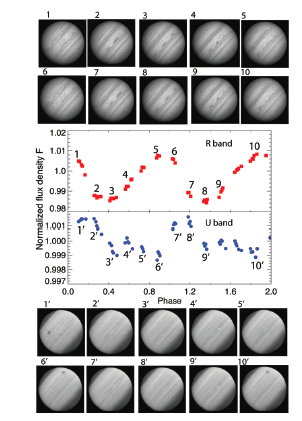 1 2 3 4 5
6 7 8 9 10
Normalized flux density F
1.02
1.01
1.00
0.99
0.98
1 2 3 4 5 6 7 8 9 10
R band
1.002
1.001
1.000
0.999
0.998
0.997
1′ 2′ 3′ 4′ 5′ 6′ 7′ 8′ 9′ 10′
U band
0.0 0.4 0.8 1.2 1.6 2.0
Phase
1′ 2′ 3′ 4′ 5′
6′ 7′ 8′ 9′ 10′